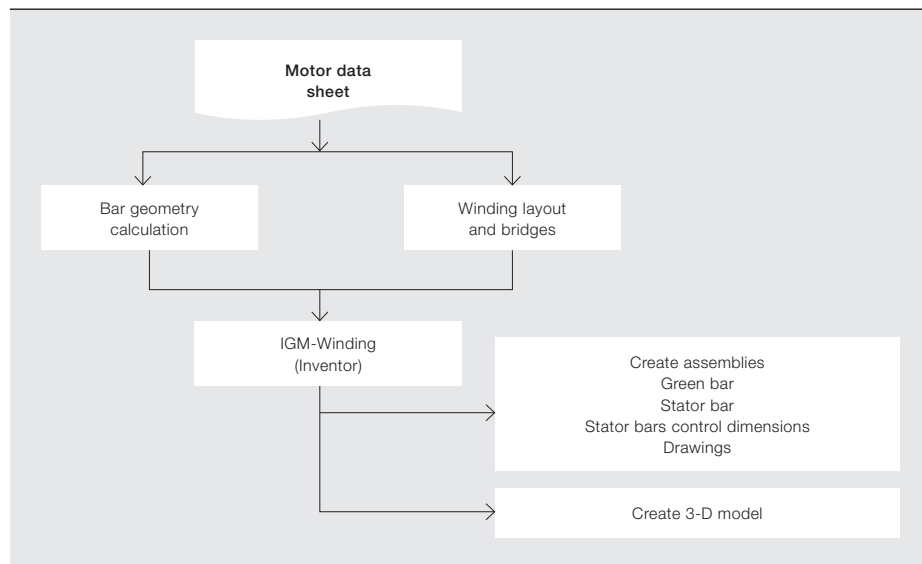 Motor data
sheet
Bar geometry
calculation
Winding layout
and bridges
IGM-Winding
(Inventor)
Create assemblies
Green bar
Stator bar
Stator bars control dimensions
Drawings
Create 3-D model